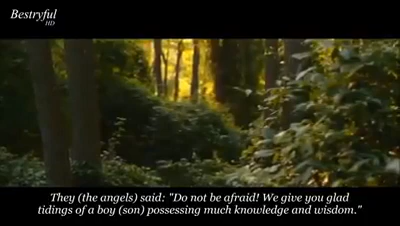 Bestryful
HD
They (the angels) said: "Do not be afraid! We give you glad
tidings of a boy (son) possessing much knowledge and wisdom."